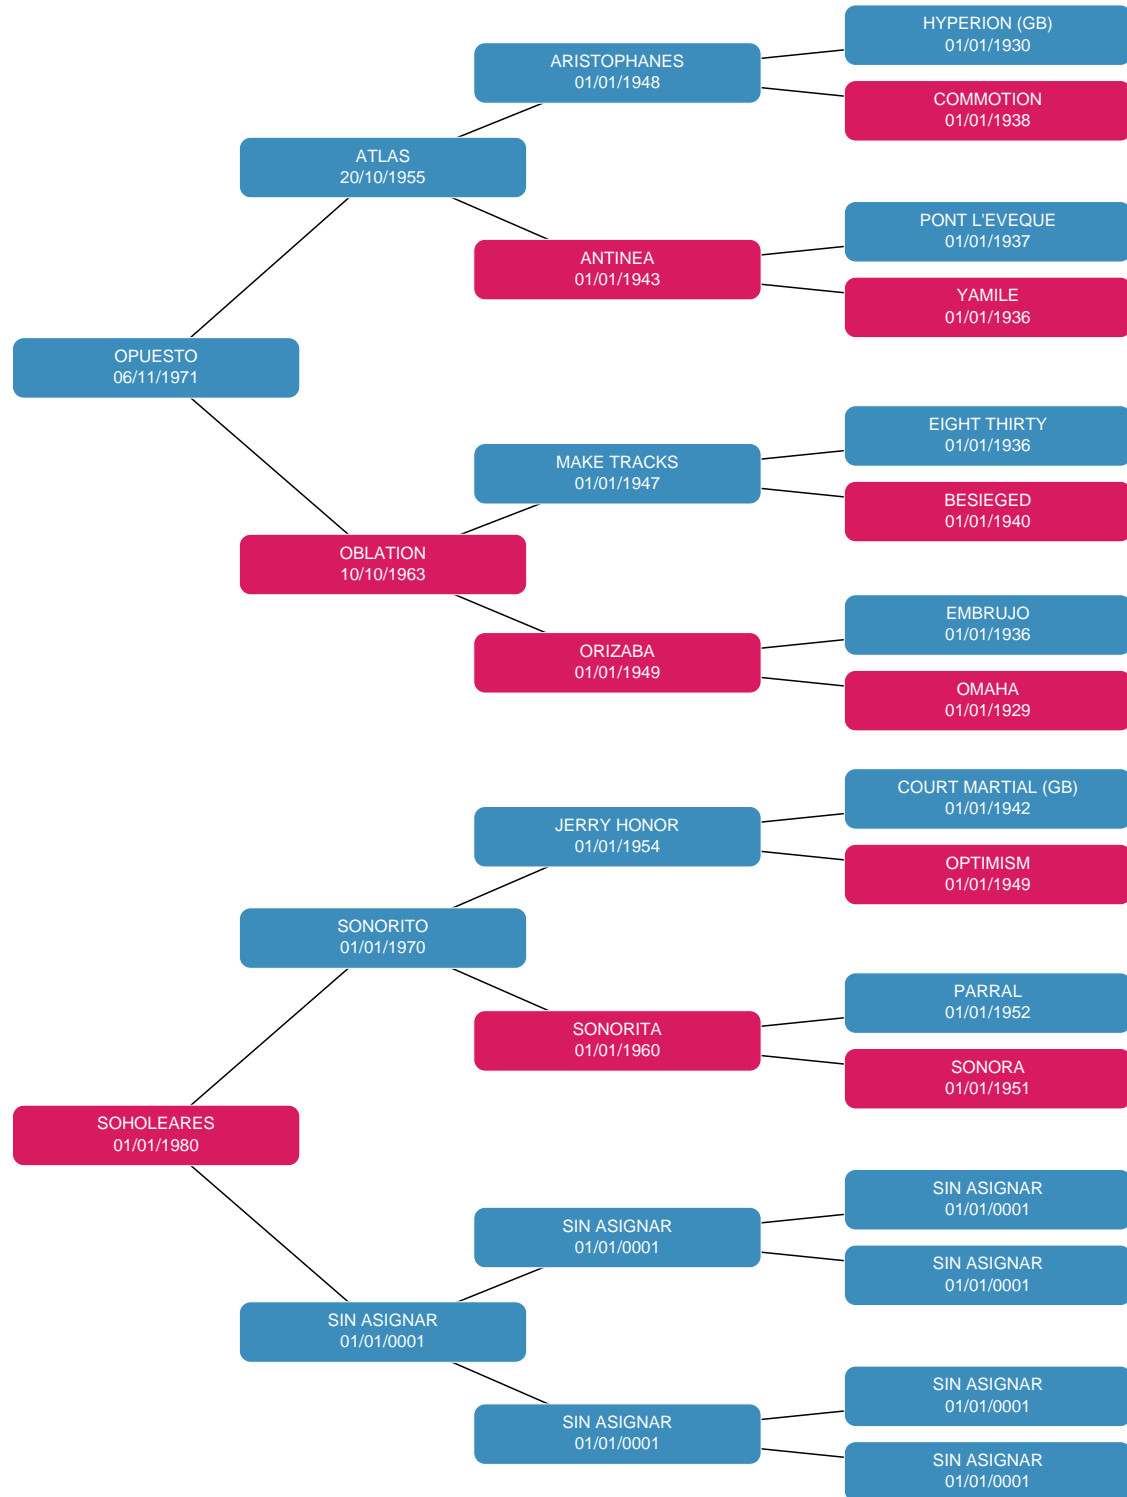 HYPERION (GB)
01/01/1930
ARISTOPHANES
01/01/1948
COMMOTION
01/01/1938
ATLAS
20/10/1955
PONT L'EVEQUE
01/01/1937
ANTINEA
01/01/1943
YAMILE
01/01/1936
OPUESTO
06/11/1971
EIGHT THIRTY
01/01/1936
MAKE TRACKS
01/01/1947
BESIEGED
01/01/1940
OBLATION
10/10/1963
EMBRUJO
01/01/1936
ORIZABA
01/01/1949
OMAHA
01/01/1929
COURT MARTIAL (GB)
01/01/1942
JERRY HONOR
01/01/1954
OPTIMISM
01/01/1949
SONORITO
01/01/1970
PARRAL
01/01/1952
SONORITA
01/01/1960
SONORA
01/01/1951
SOHOLEARES
01/01/1980
SIN ASIGNAR
01/01/0001
SIN ASIGNAR
01/01/0001
SIN ASIGNAR
01/01/0001
SIN ASIGNAR
01/01/0001
SIN ASIGNAR
01/01/0001
SIN ASIGNAR
01/01/0001
SIN ASIGNAR
01/01/0001